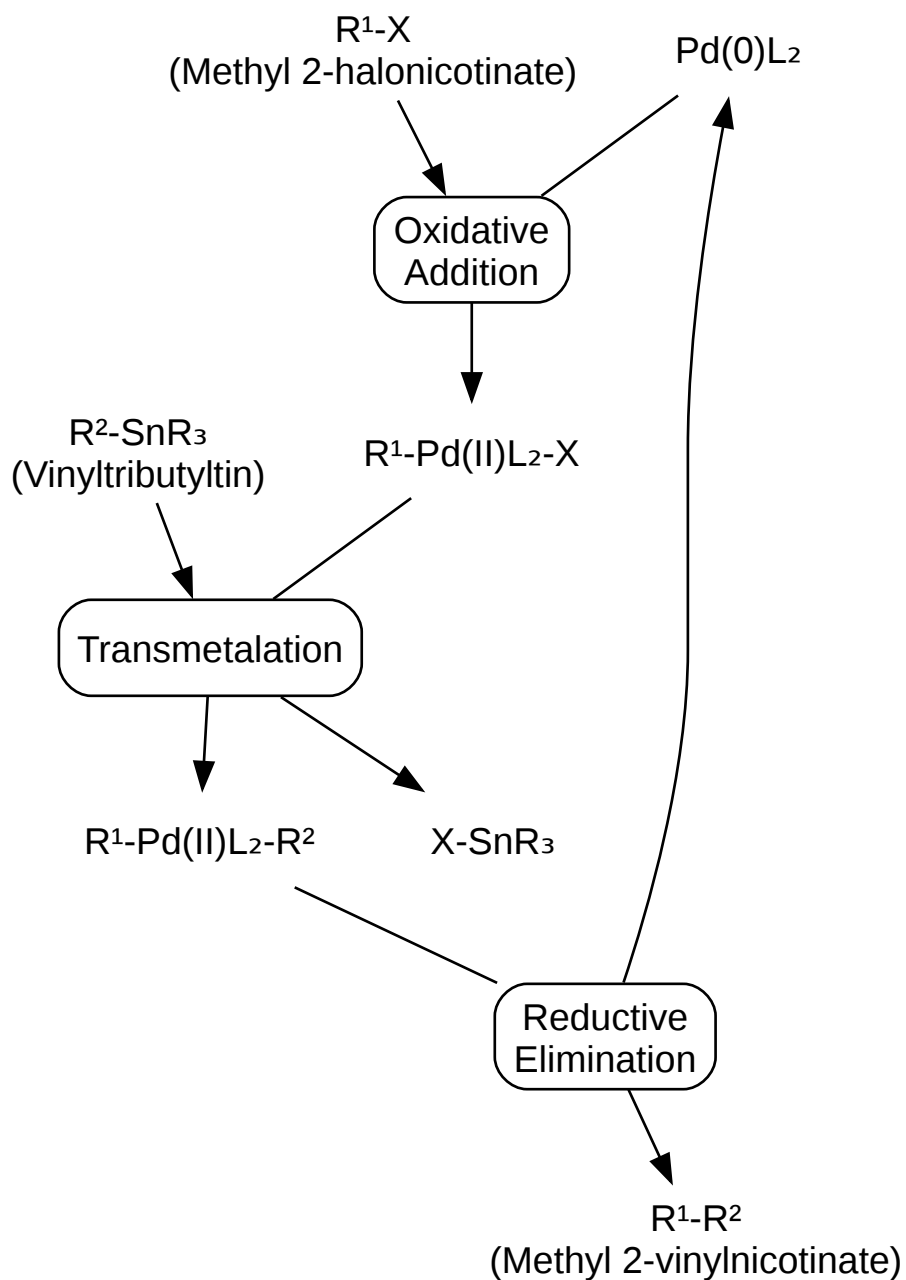 R¹-X
(Methyl 2-halonicotinate)
Pd(0)L₂
Oxidative
Addition
R²-SnR₃
(Vinyltributyltin)
R¹-Pd(II)L₂-X
Transmetalation
R¹-Pd(II)L₂-R²
X-SnR₃
Reductive
Elimination
R¹-R²
(Methyl 2-vinylnicotinate)